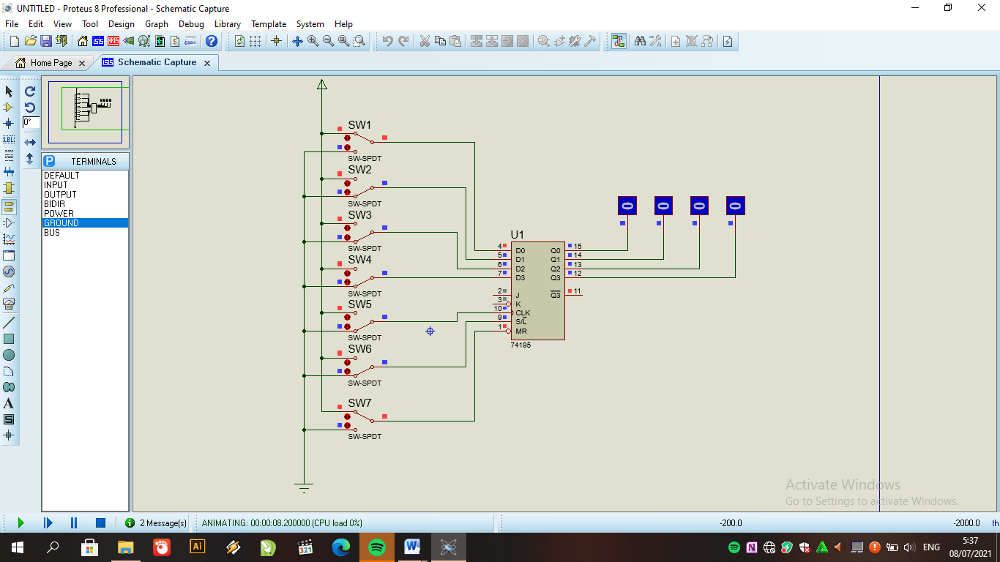 UNTITLED - Proteus 8 Professional - Schematic Capture
File Edit View Tool Design Graph Debug Library Template System Help
Home Page Schematic Capture
0°
LBL
P TERMINALS
DEFAULT
INPUT
OUTPUT
BIDIR
POWER
GROUND
BUS
A
S
SW1
SW-SPDT
SW2
SW-SPDT
SW3
SW-SPDT
SW4
SW-SPDT
SW5
SW-SPDT
SW6
SW-SPDT
SW7
SW-SPDT
0 0 0 0
U1
4 D0 Q0 15
5 D1 Q1 14
6 D2 Q2 13
7 D3 Q3 12
2 J Q3 11
3 K
10 CLK
9 S/L
1 MR
74195
Activate Windows
Go to Settings to activate Windows.
2 Message(s) ANIMATING: 00:00:08.200000 (CPU load 0%) -200.0 -2000.0 th
Ai 321 W N ENG 5:37
08/07/2021